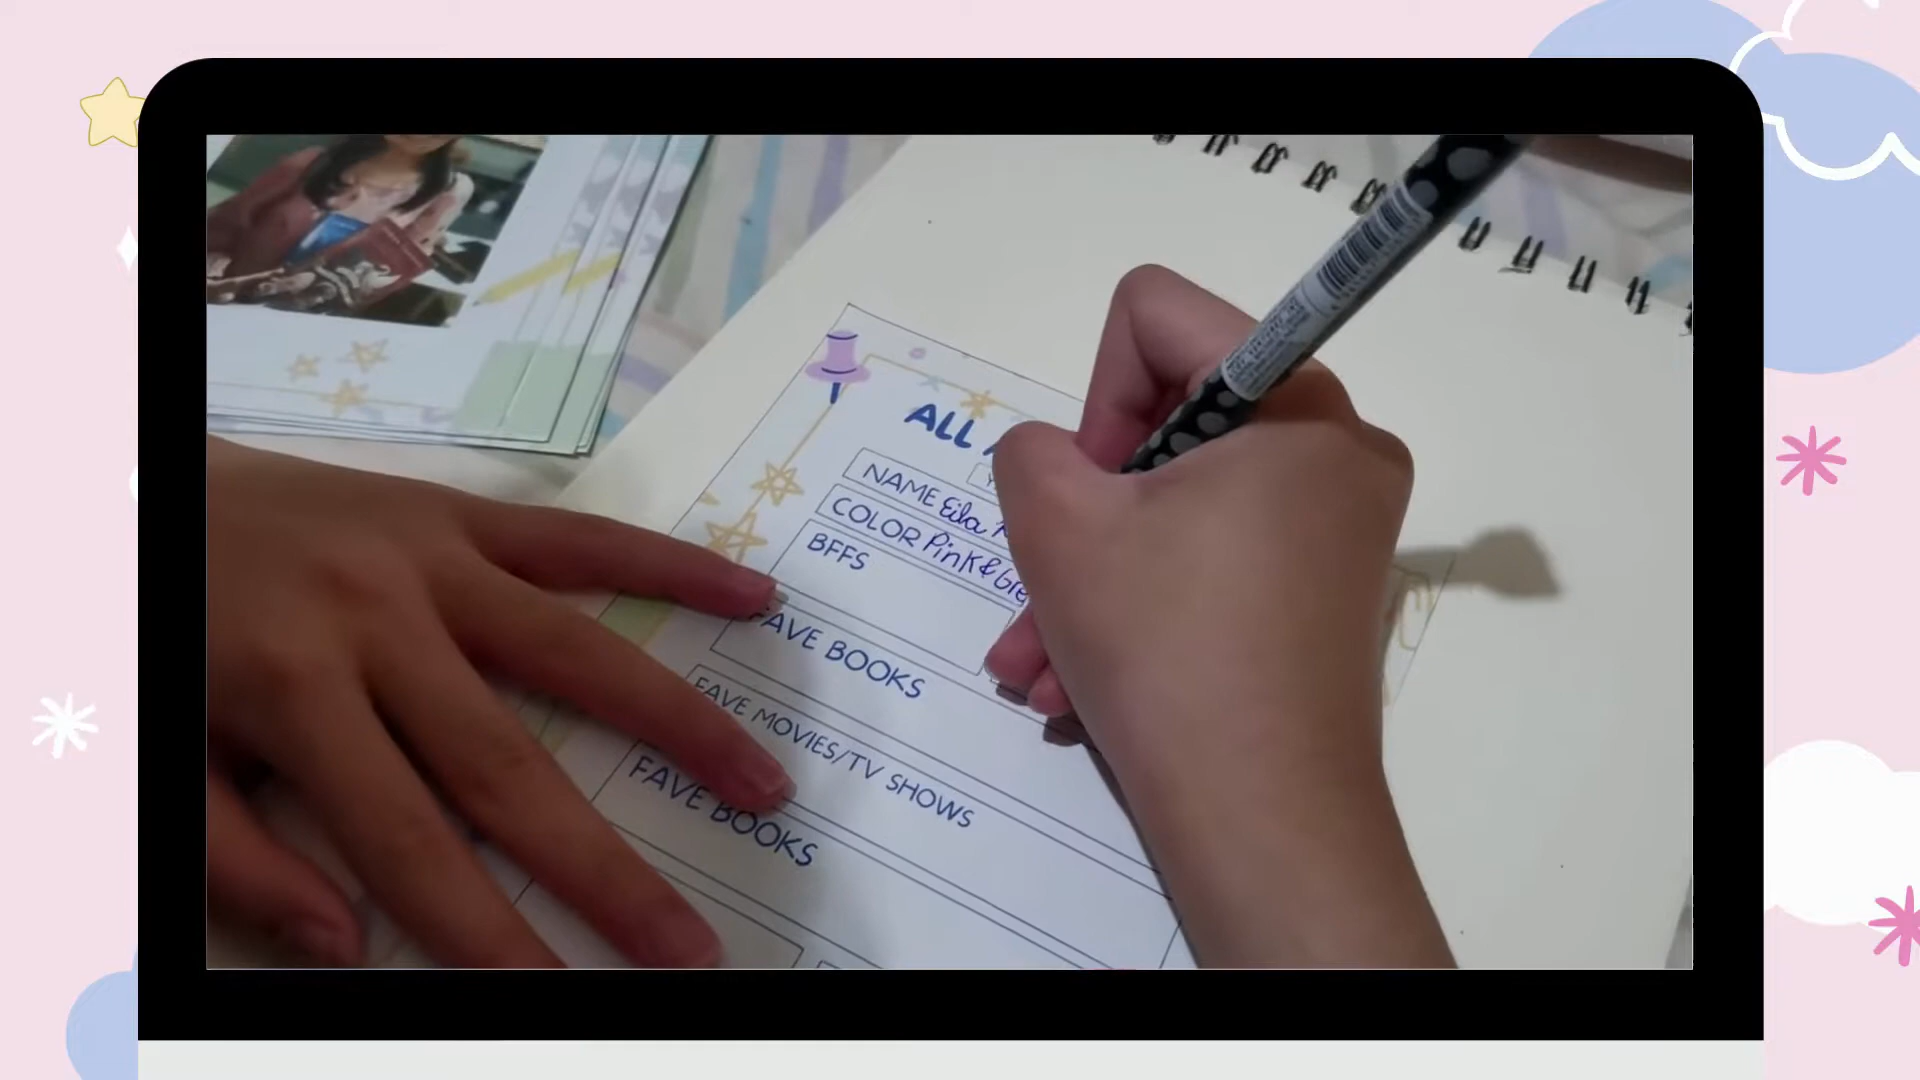 ALL
NAME Eila
COLOR Pink & Gre
BFFS
FAVE BOOKS
FAVE MOVIES/TV SHOWS
FAVE BOOKS